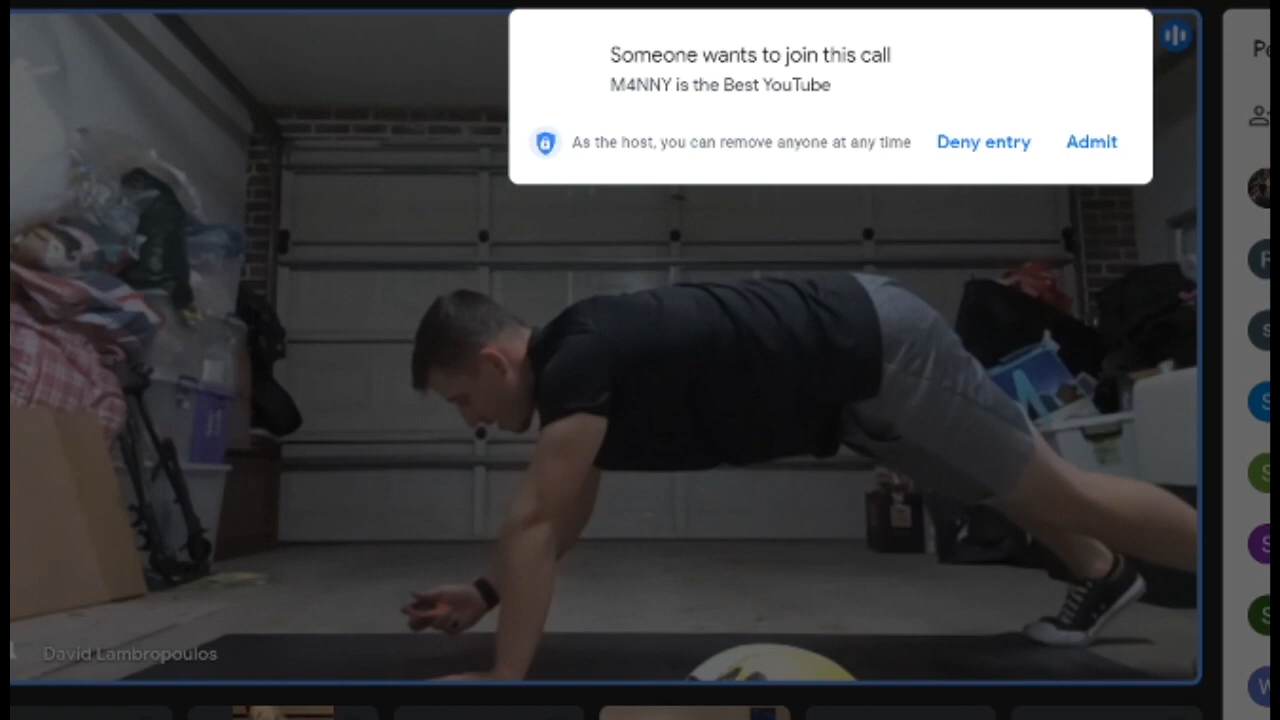 Someone wants to join this call
Pe
M4NNY is the Best YouTube
As the host, you can remove anyone at any time Deny entry Admit
David Lambropoulos